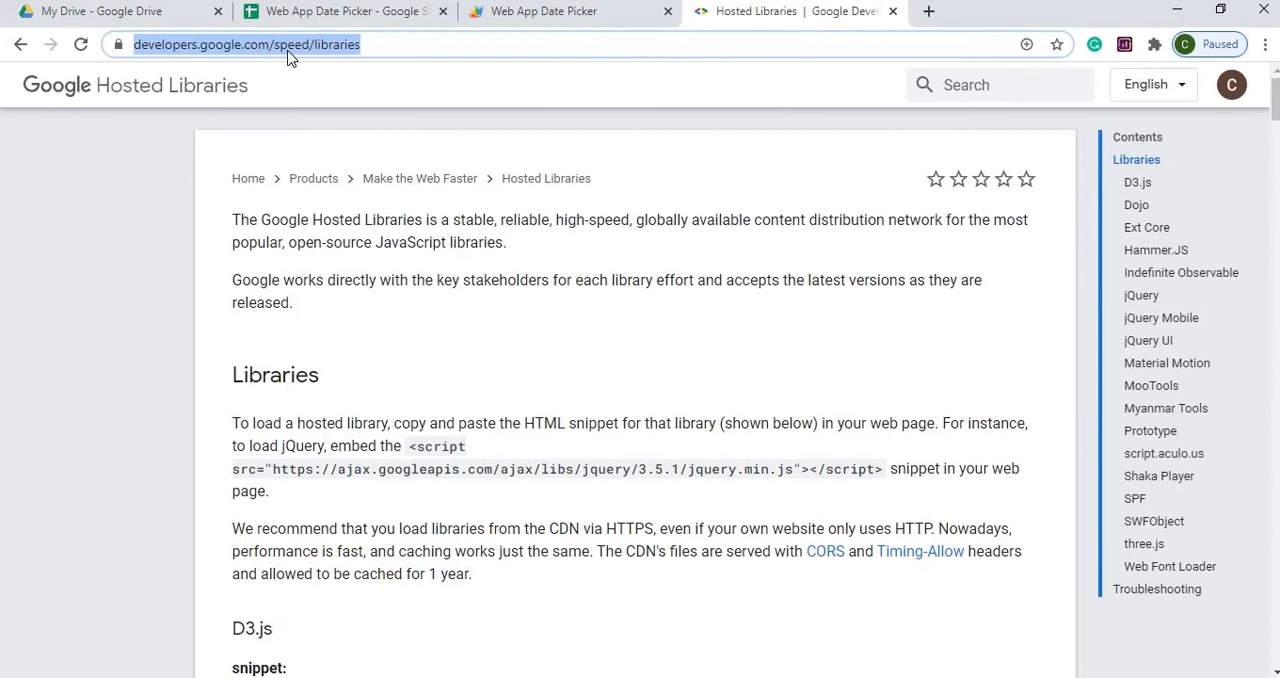 My Drive - Google Drive
Web App Date Picker - Google S
Web App Date Picker
Hosted Libraries | Google Devel
developers.google.com/speed/libraries
C Paused
Google Hosted Libraries
Search
English
C
Home > Products > Make the Web Faster > Hosted Libraries
The Google Hosted Libraries is a stable, reliable, high-speed, globally available content distribution network for the most
popular, open-source JavaScript libraries.
Google works directly with the key stakeholders for each library effort and accepts the latest versions as they are
released.
Libraries
To load a hosted library, copy and paste the HTML snippet for that library (shown below) in your web page. For instance,
to load jQuery, embed the <script
src="https://ajax.googleapis.com/ajax/libs/jquery/3.5.1/jquery.min.js"></script> snippet in your web
page.
We recommend that you load libraries from the CDN via HTTPS, even if your own website only uses HTTP. Nowadays,
performance is fast, and caching works just the same. The CDN's files are served with CORS and Timing-Allow headers
and allowed to be cached for 1 year.
D3.js
snippet:
Contents
Libraries
D3.js
Dojo
Ext Core
Hammer.JS
Indefinite Observable
jQuery
jQuery Mobile
jQuery UI
Material Motion
MooTools
Myanmar Tools
Prototype
script.aculo.us
Shaka Player
SPF
SWFObject
three.js
Web Font Loader
Troubleshooting